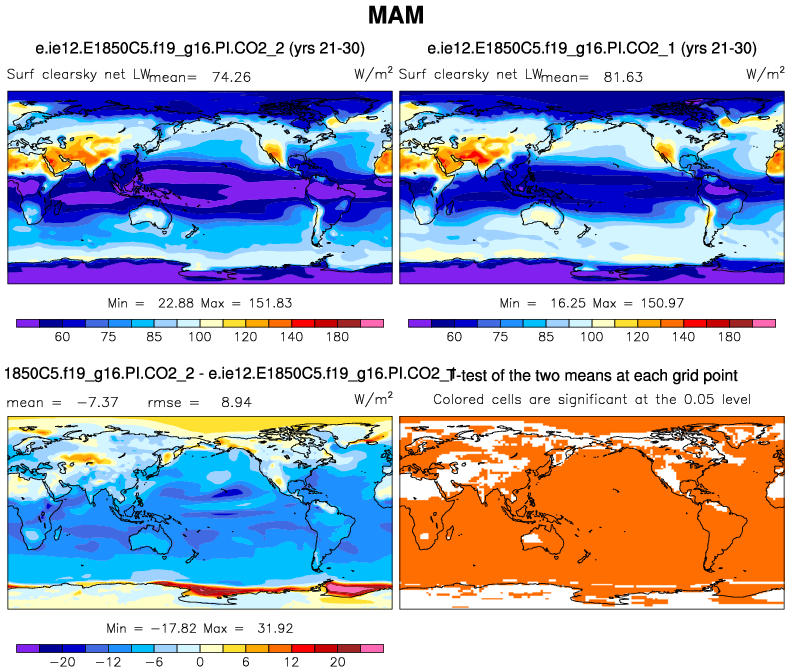 MAM
e.ie12.E1850C5.f19_g16.PI.CO2_2 (yrs 21-30)
Surf clearsky net LW mean= 74.26 W/m²
Min = 22.88 Max = 151.83
60 75 85 100 120 140 180
e.ie12.E1850C5.f19_g16.PI.CO2_1 (yrs 21-30)
Surf clearsky net LW mean= 81.63 W/m²
Min = 16.25 Max = 150.97
60 75 85 100 120 140 180
1850C5.f19_g16.PI.CO2_2 - e.ie12.E1850C5.f19_g16.PI.CO2_1
mean = -7.37 rmse = 8.94 W/m²
Min = -17.82 Max = 31.92
-20 -12 -6 0 6 12 20
T-test of the two means at each grid point
Colored cells are significant at the 0.05 level